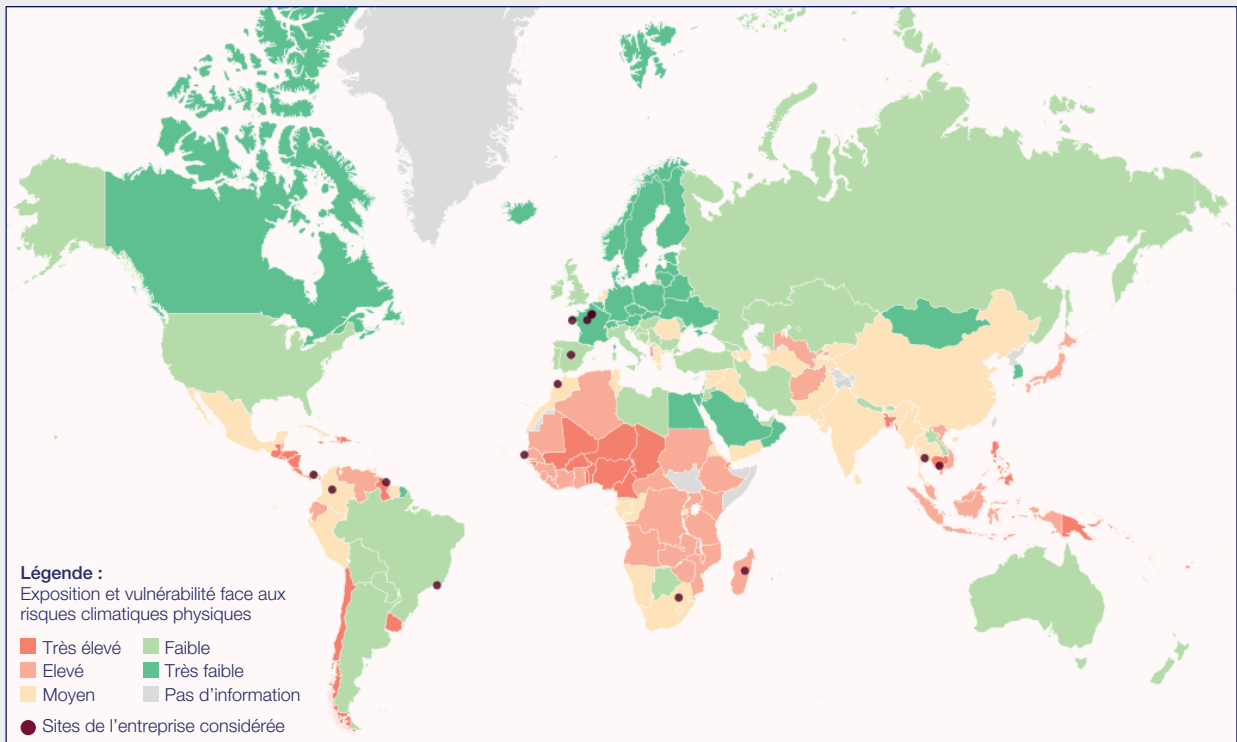 Légende :
Exposition et vulnérabilité face aux
risques climatiques physiques
Très élevé
Faible
Elevé
Très faible
Moyen
Pas d’information
Sites de l’entreprise considérée